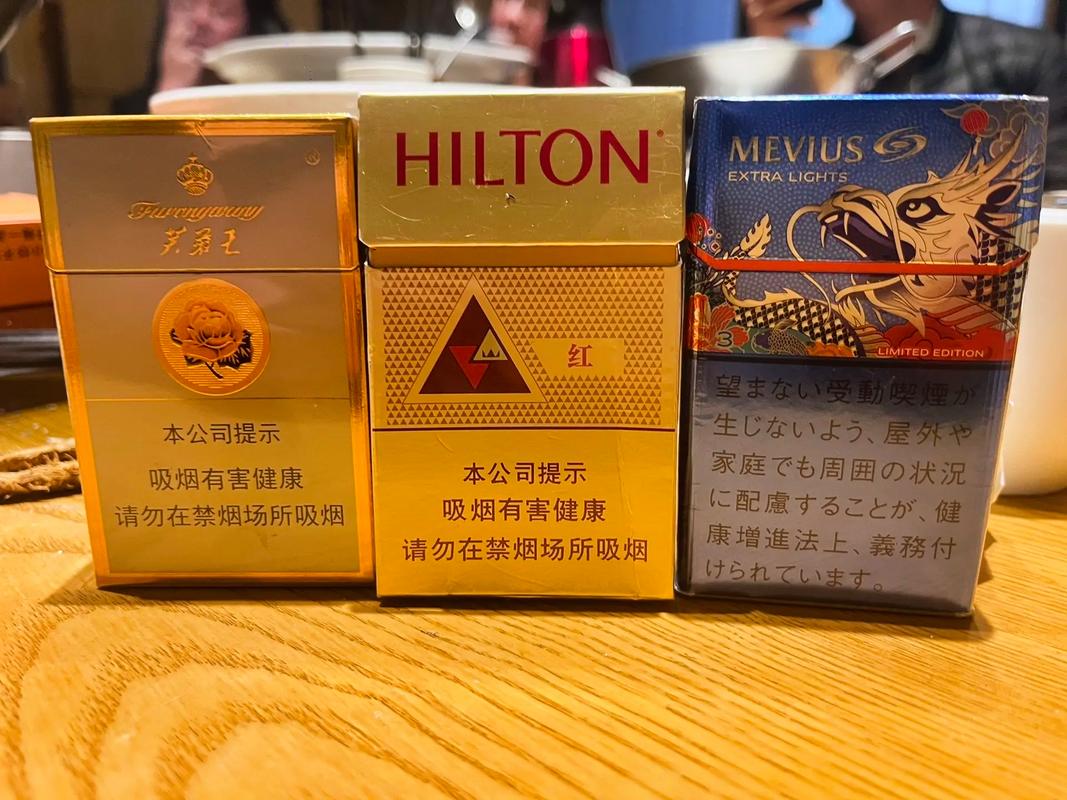 ®
Furongwang
芙蓉王
本公司提示
吸烟有害健康
请勿在禁烟场所吸烟
HILTON
红
本公司提示
吸烟有害健康
请勿在禁烟场所吸烟
MEVIUS
EXTRA LIGHTS
3
LIMITED EDITION
望まない受動喫煙が
生じないよう、屋外や
家庭でも周囲の状況
に配慮することが、健
康増進法上、義務付
けられています。